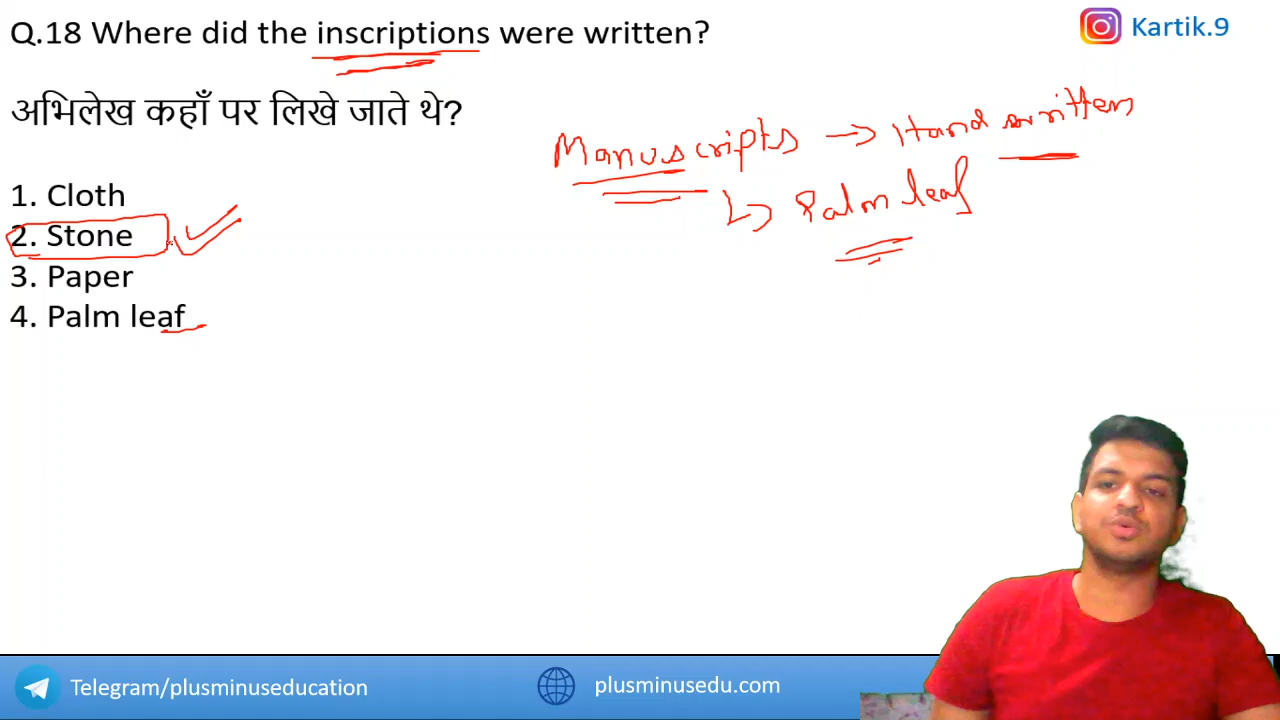 Q.18 Where did the inscriptions were written?
Kartik.9
अभिलेख कहाँ पर लिखे जाते थे?
Manuscripts → Hand written
↳ Palm leaf
1. Cloth
2. Stone
3. Paper
4. Palm leaf
Telegram/plusminuseducation
plusminusedu.com